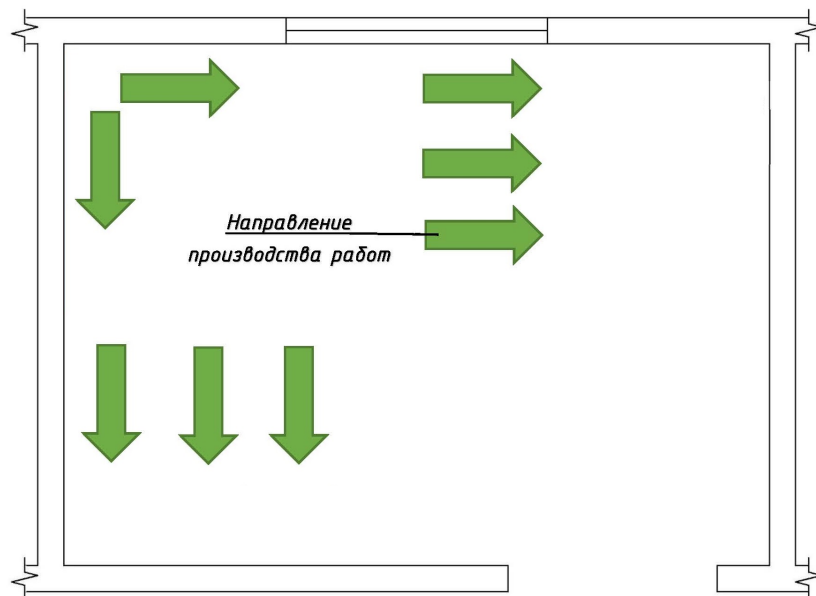 Направление
производства работ